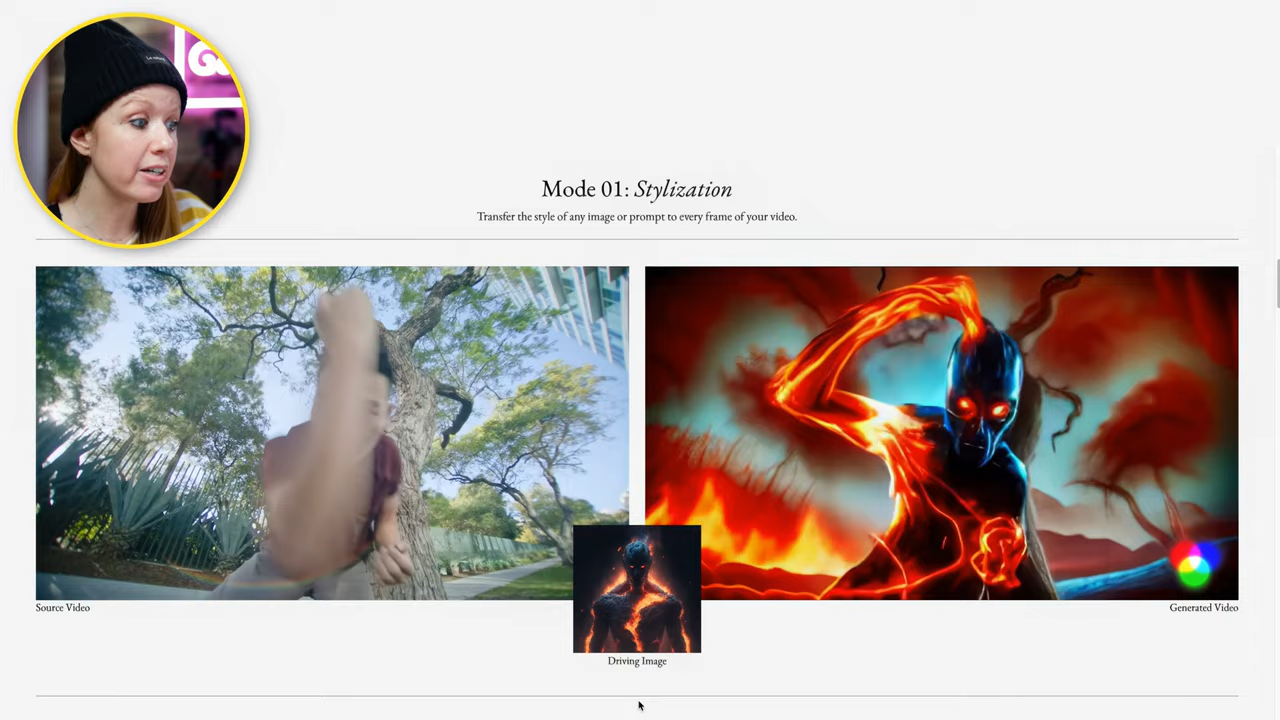 Mode 01: Stylization
Transfer the style of any image or prompt to every frame of your video.
Source Video
Generated Video
Driving Image